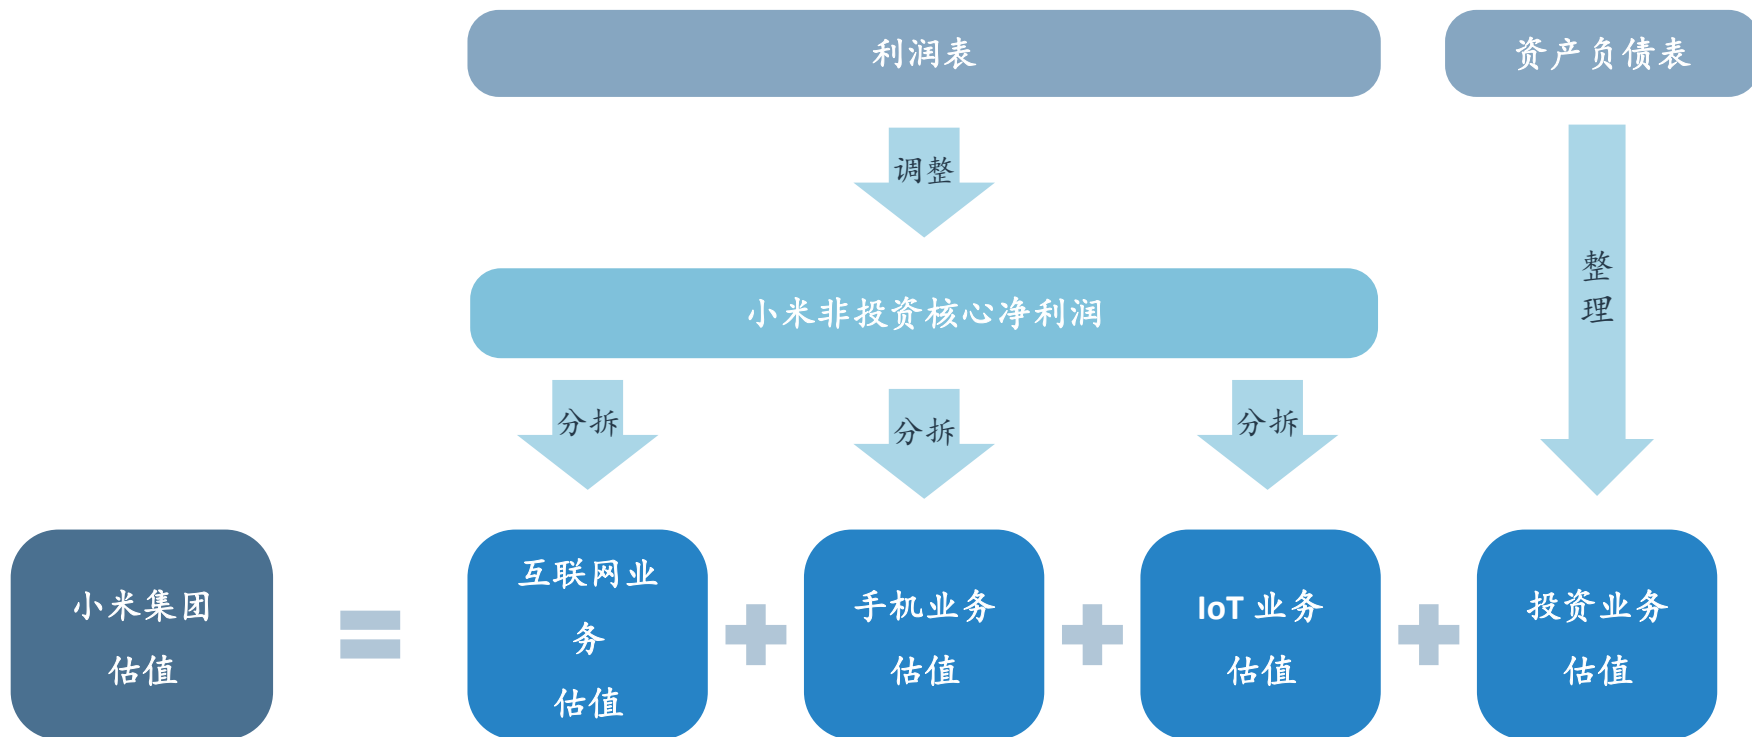 利润表
资产负债表
调整
整
理
小米非投资核心净利润
分拆
分拆
分拆
小米集团
估值
互联网业
务
估值
手机业务
估值
IoT 业务
估值
投资业务
估值